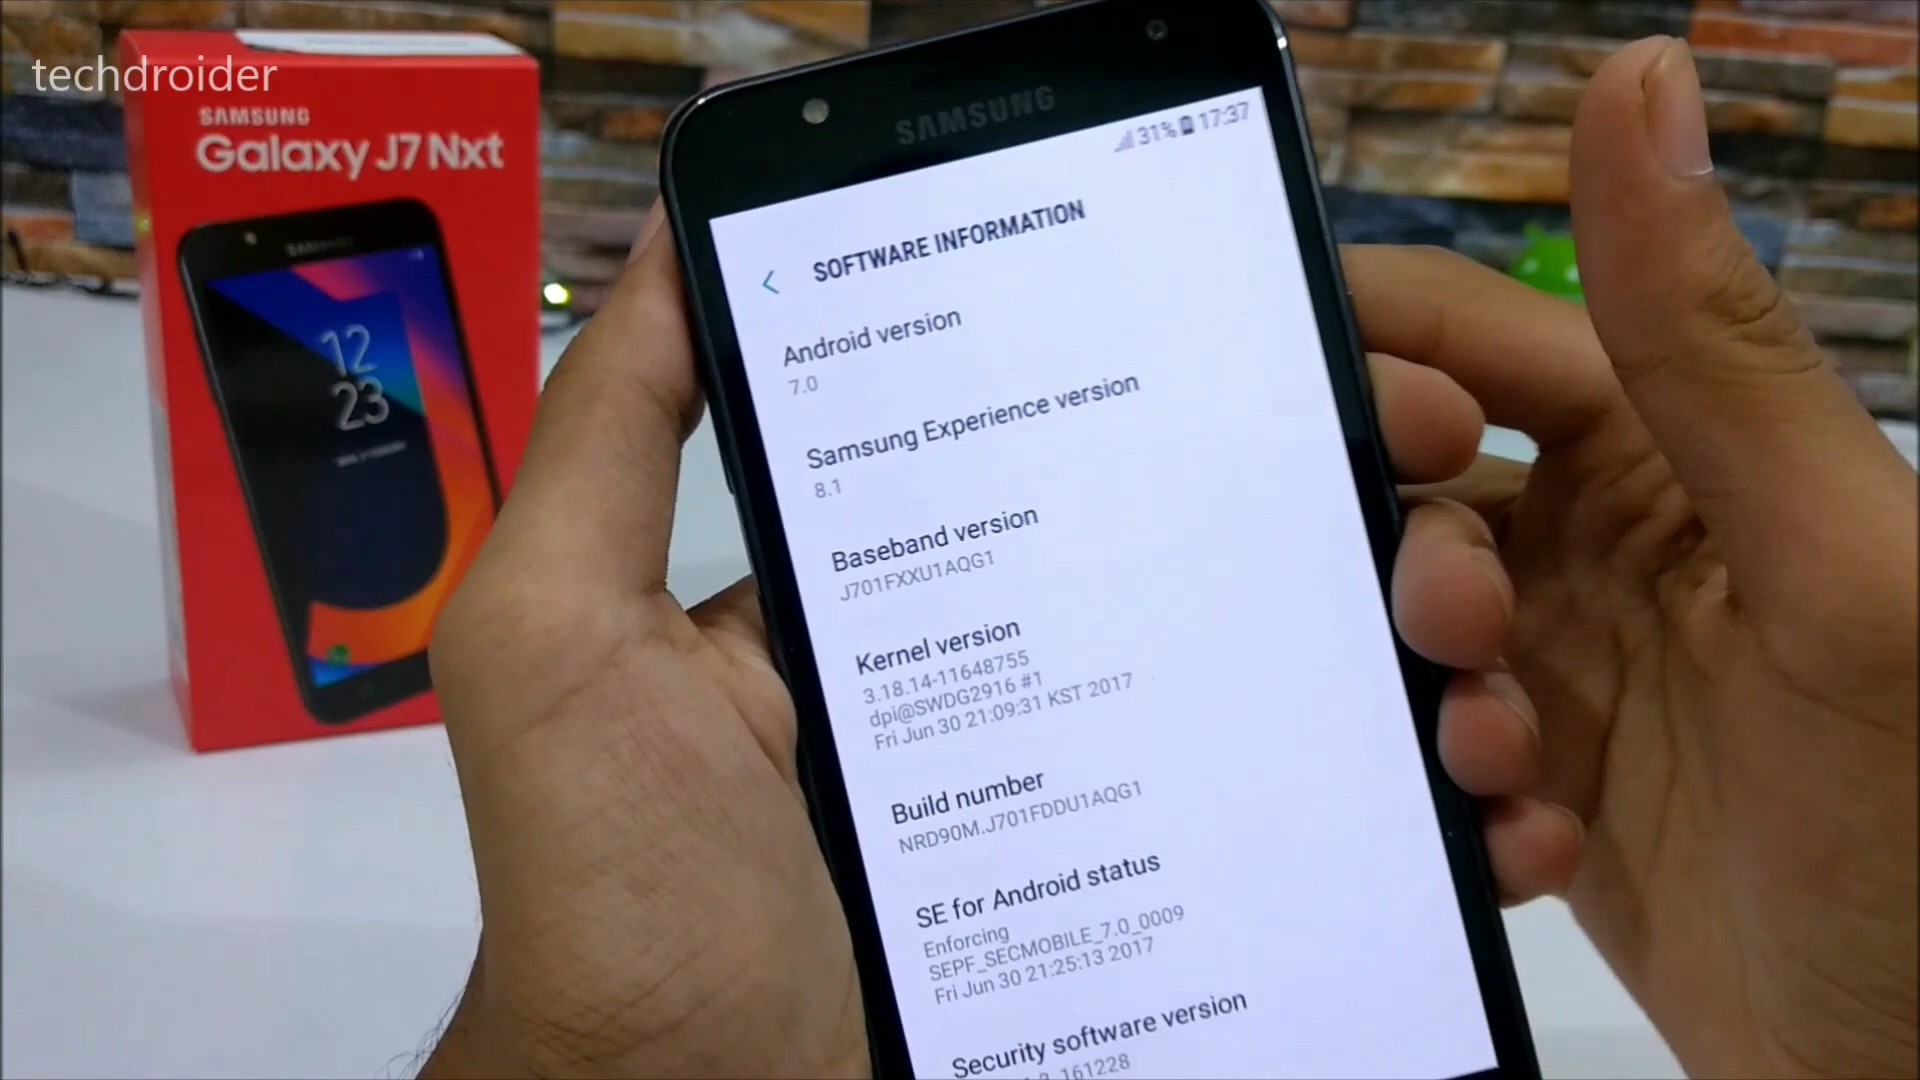 techdroider
SAMSUNG
Galaxy J7 Nxt
SAMSUNG
12
23
SAMSUNG
31% 17:37
SOFTWARE INFORMATION
Android version
7.0
Samsung Experience version
8.1
Baseband version
J701FXXU1AQG1
Kernel version
3.18.14-11648755
dpi@SWDG2916 #1
Fri Jun 30 21:09:31 KST 2017
Build number
NRD90M.J701FDDU1AQG1
SE for Android status
Enforcing
SEPF_SECMOBILE_7.0_0009
Fri Jun 30 21:25:13 2017
Security software version
161228